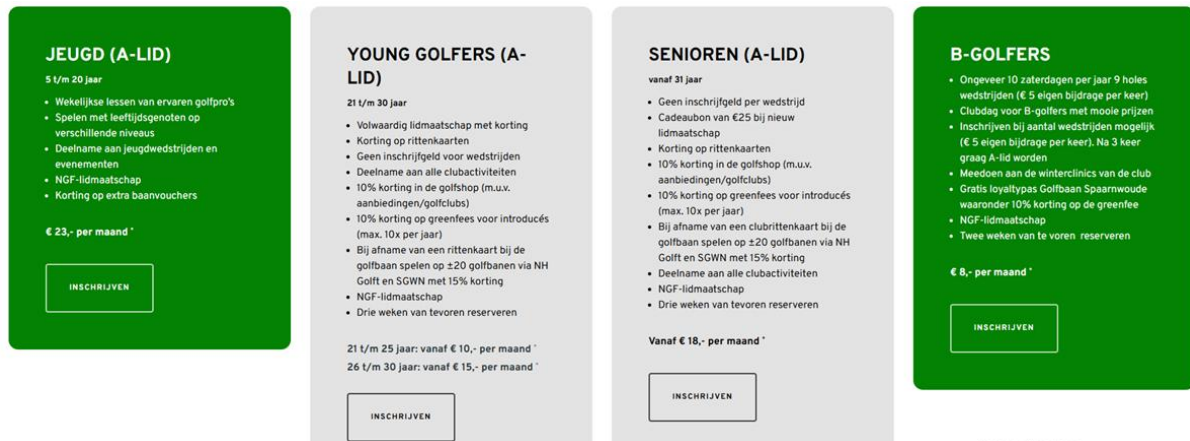 JEUGD (A-LID)
5 t/m 20 jaar
• Wekelijkse lessen van ervaren golfpro's
• Spelen met leeftijdsgenoten op
verschillende niveaus
• Deelname aan jeugdwedstrijden en
evenementen
• NGF-lidmaatschap
• Korting op extra baanvouchers
€ 23,- per maand *
INSCHRIJVEN
YOUNG GOLFERS (A-
LID)
21 t/m 30 jaar
• Volwaardig lidmaatschap met korting
• Korting op rittenkaarten
• Geen inschrijfgeld voor wedstrijden
• Deelname aan alle clubactiviteiten
• 10% korting in de golfshop (m.u.v.
aanbiedingen/golfclubs)
• 10% korting op greenfees voor introducés
(max. 10x per jaar)
• Bij afname van een rittenkaart bij de
golfbaan spelen op ±20 golfbanen via NH
Golft en SGWN met 15% korting
• NGF-lidmaatschap
• Drie weken van tevoren reserveren
21 t/m 25 jaar: vanaf € 10,- per maand *
26 t/m 30 jaar: vanaf € 15,- per maand *
INSCHRIJVEN
SENIOREN (A-LID)
vanaf 31 jaar
• Geen inschrijfgeld per wedstrijd
• Cadeaubon van €25 bij nieuw
lidmaatschap
• Korting op rittenkaarten
• 10% korting in de golfshop (m.u.v.
aanbiedingen/golfclubs)
• 10% korting op greenfees voor introducés
(max. 10x per jaar)
• Bij afname van een clubrittenkaart bij de
golfbaan spelen op ±20 golfbanen via NH
Golft en SGWN met 15% korting
• Deelname aan alle clubactiviteiten
• NGF-lidmaatschap
• Drie weken van tevoren reserveren
Vanaf € 18,- per maand *
INSCHRIJVEN
B-GOLFERS
• Ongeveer 10 zaterdagen per jaar 9 holes
wedstrijden (€ 5 eigen bijdrage per keer)
• Clubdag voor B-golfers met mooie prijzen
• Inschrijven bij aantal wedstrijden mogelijk
(€ 5 eigen bijdrage per keer). Na 3 keer
graag A-lid worden
• Meedoen aan de winterclinics van de club
• Gratis loyaltypas Golfbaan Spaarnwoude
waaronder 10% korting op de greenfee
• NGF-lidmaatschap
• Twee weken van te voren reserveren
€ 8,- per maand *
INSCHRIJVEN